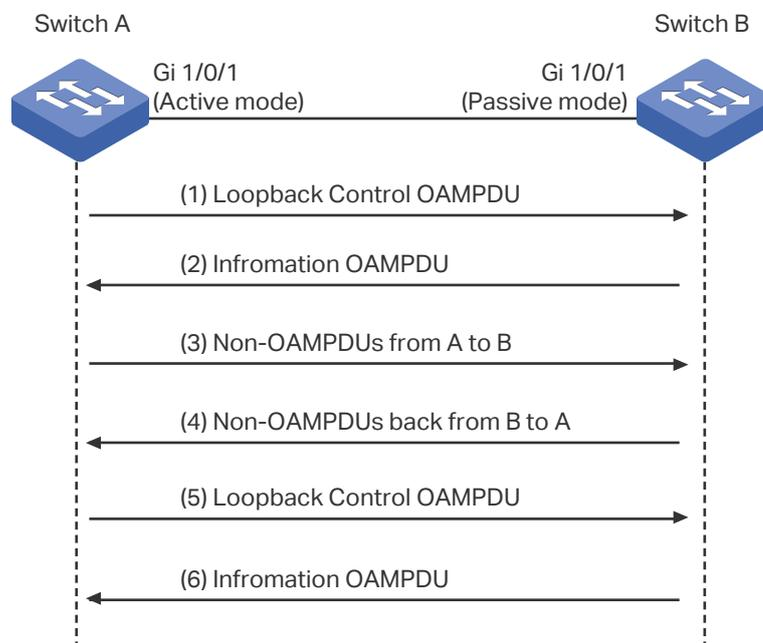 Switch A
Switch B
Gi 1/0/1
(Active mode)
Gi 1/0/1
(Passive mode)
(1) Loopback Control OAMPDU
(2) Infromation OAMPDU
(3) Non-OAMPDUs from A to B
(4) Non-OAMPDUs back from B to A
(5) Loopback Control OAMPDU
(6) Infromation OAMPDU